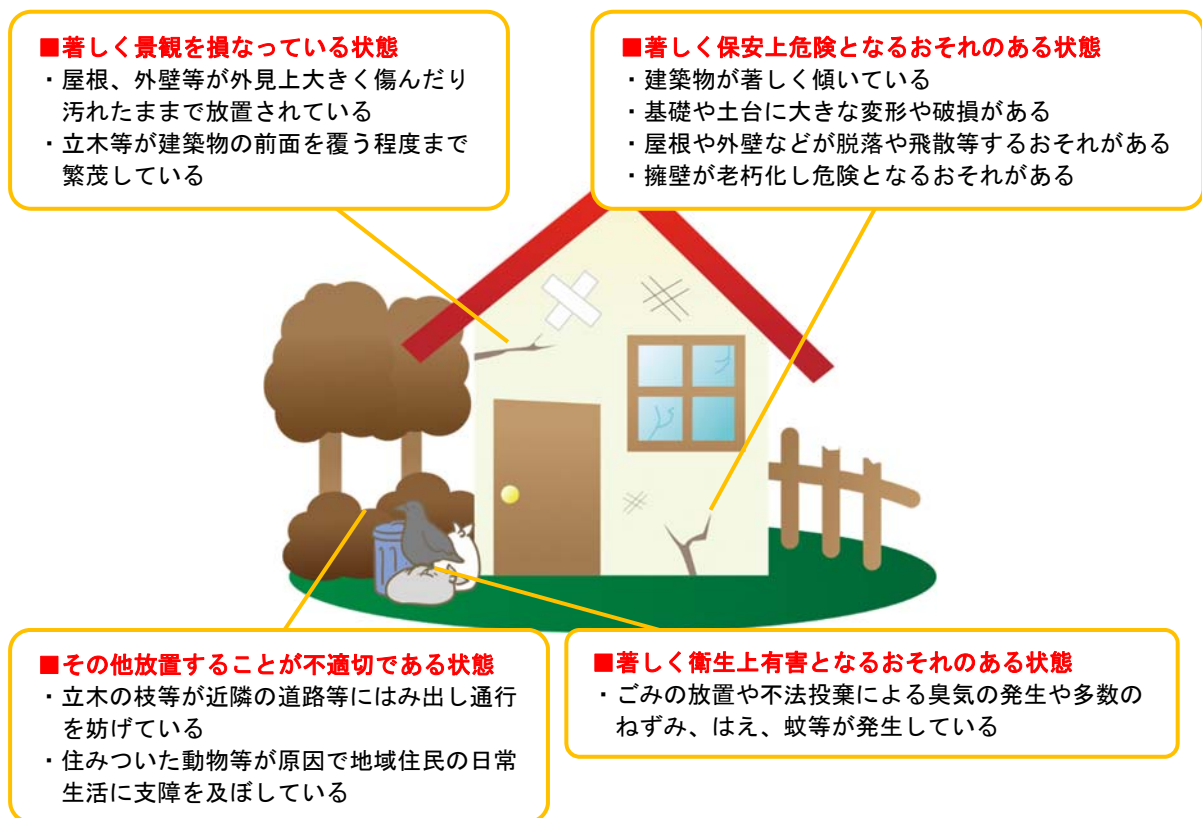 ■著しく景観を損なっている状態
・屋根、外壁等が外見上大きく傷んだり
汚れたままで放置されている
・立木等が建築物の前面を覆う程度まで
繁茂している
■著しく保安上危険となるおそれのある状態
・建築物が著しく傾いている
・基礎や土台に大きな変形や破損がある
・屋根や外壁などが脱落や飛散等するおそれがある
・擁壁が老朽化し危険となるおそれがある
■その他放置することが不適切である状態
・立木の枝等が近隣の道路等にはみ出し通行
を妨げている
・住みついた動物等が原因で地域住民の日常
生活に支障を及ぼしている
■著しく衛生上有害となるおそれのある状態
・ごみの放置や不法投棄による臭気の発生や多数の
ねずみ、はえ、蚊等が発生している